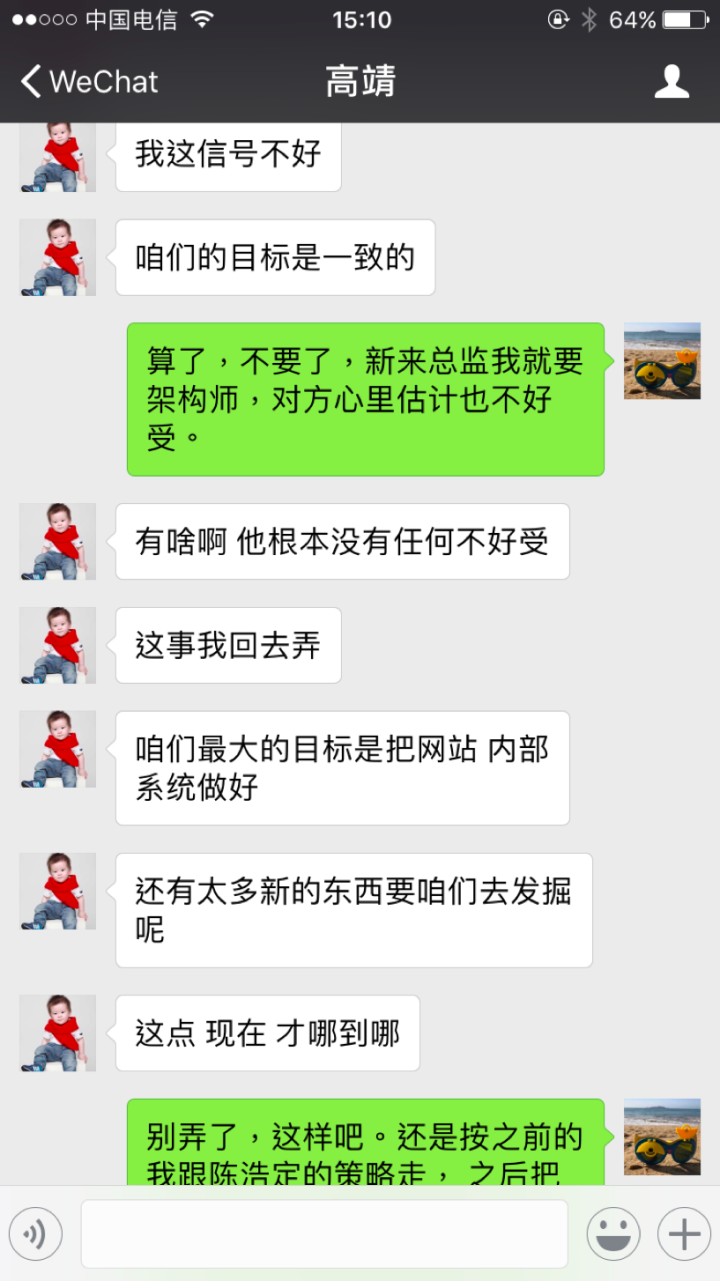 中国电信
15:10
64%
WeChat
高靖
我这信号不好
咱们的目标是一致的
算了，不要了，新来总监我就要
架构师，对方心里估计也不好
受。
有啥啊 他根本没有任何不好受
这事我回去弄
咱们最大的目标是把网站 内部
系统做好
还有太多新的东西要咱们去发掘
呢
这点 现在 才哪到哪
别弄了，这样吧。还是按之前的
我跟陈浩定的策略走， 之后把